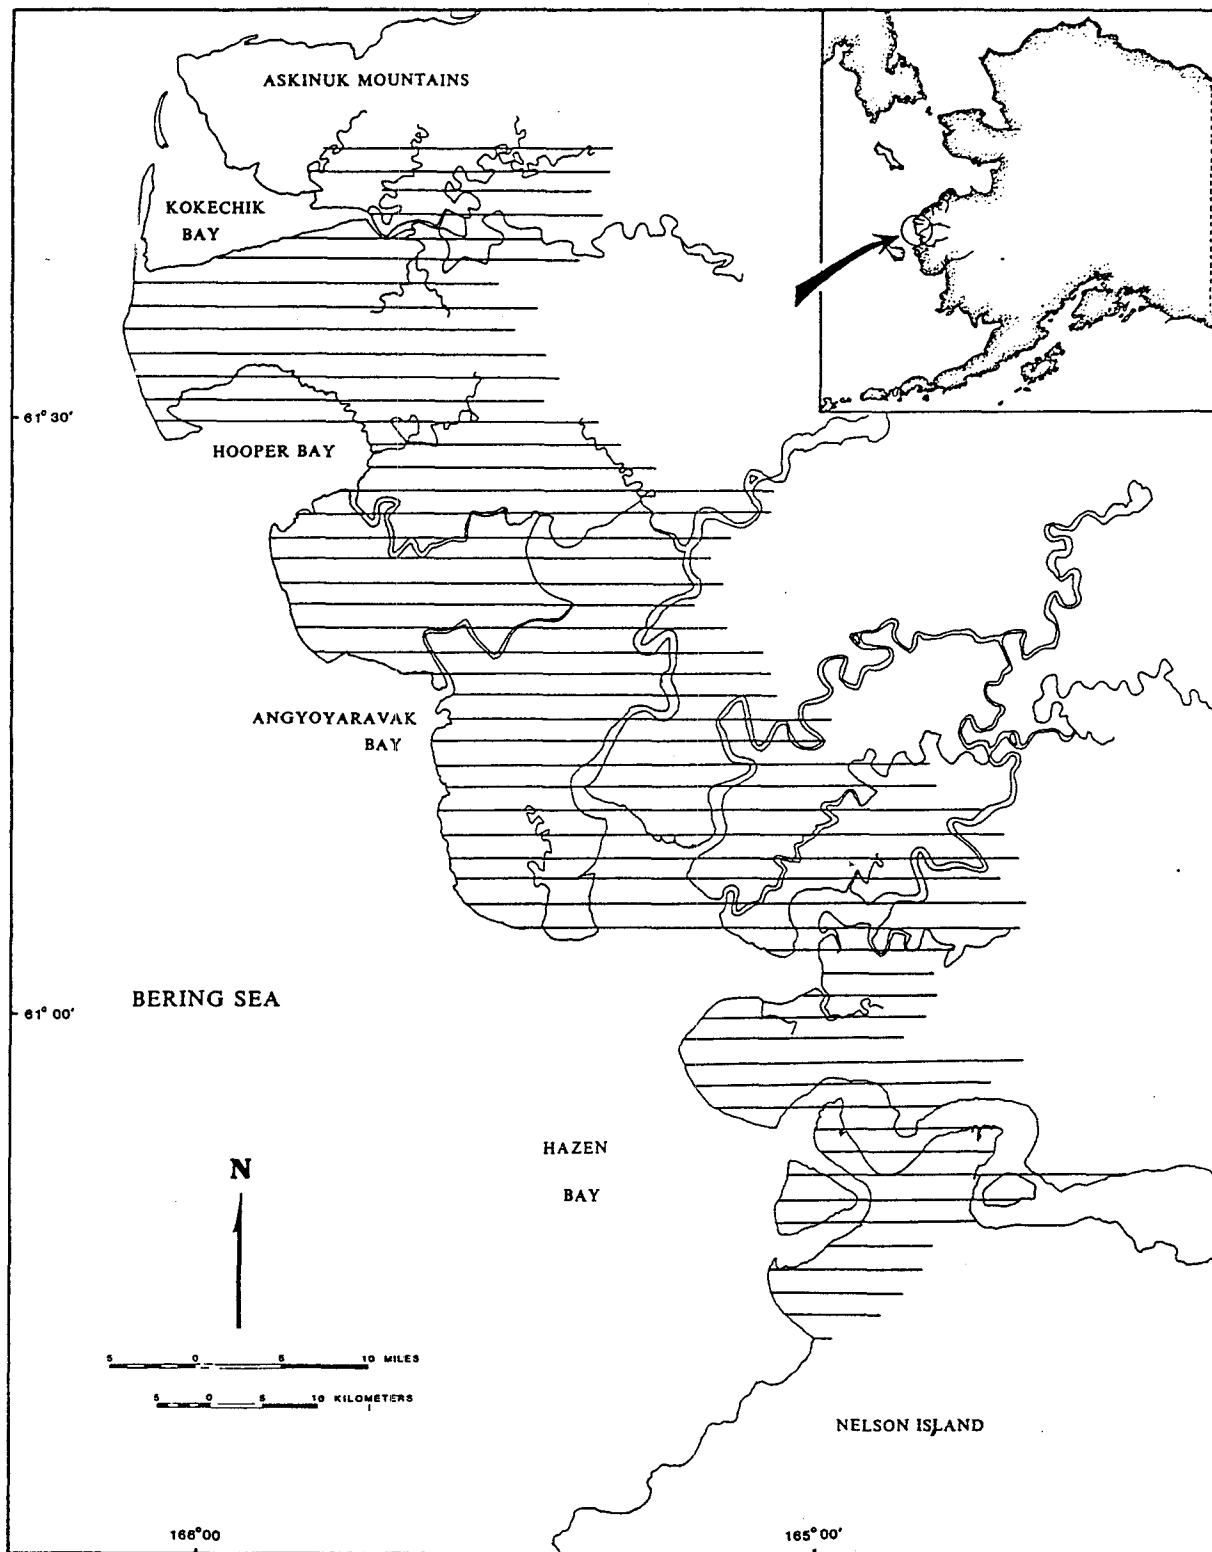 ASKINUK MOUNTAINS
KOKECHIK
BAY
61° 30'
HOOPER BAY
ANGYOYARAVAK
BAY
BERING SEA
61° 00'
HAZEN
BAY
N
5 0 5 10 MILES
5 0 5 10 KILOMETERS
NELSON ISLAND
166° 00
165° 00'